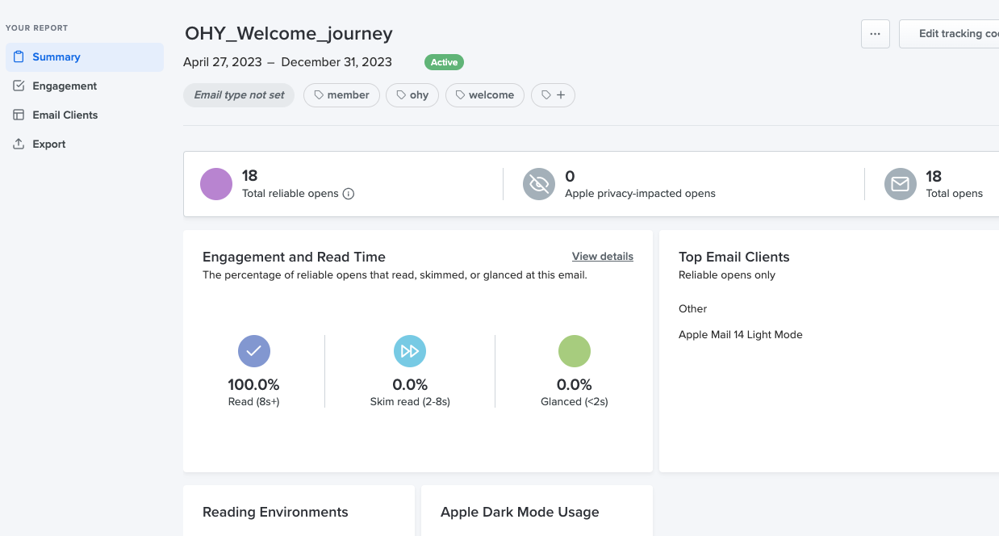 YOUR REPORT
Summary
Engagement
Email Clients
Export
OHY_Welcome_journey
... Edit tracking co
April 27, 2023 – December 31, 2023 Active
Email type not set member ohy welcome +
18
Total reliable opens
0
Apple privacy-impacted opens
18
Total opens
Engagement and Read Time View details
The percentage of reliable opens that read, skimmed, or glanced at this email.
100.0%
Read (8s+)
0.0%
Skim read (2-8s)
0.0%
Glanced (<2s)
Top Email Clients
Reliable opens only
Other
Apple Mail 14 Light Mode
Reading Environments
Apple Dark Mode Usage